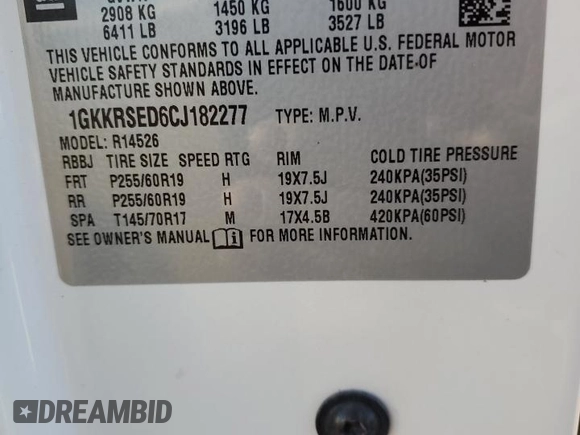 2908 KG 1450 KG 1600 KG
6411 LB 3196 LB 3527 LB
THIS VEHICLE CONFORMS TO ALL APPLICABLE U.S. FEDERAL MOTOR
VEHICLE SAFETY STANDARDS IN EFFECT ON THE DATE OF
MANUFACTURE SHOWN ABOVE.
1GKKRSED6CJ182277 TYPE: M.P.V.
MODEL: R14526
RBBJ TIRE SIZE SPEED RTG RIM COLD TIRE PRESSURE
FRT P255/60R19 H 19X7.5J 240KPA(35PSI)
RR P255/60R19 H 19X7.5J 240KPA(35PSI)
SPA T145/70R17 M 17X4.5B 420KPA(60PSI)
SEE OWNER'S MANUAL FOR MORE INFORMATION.
DREAMBID